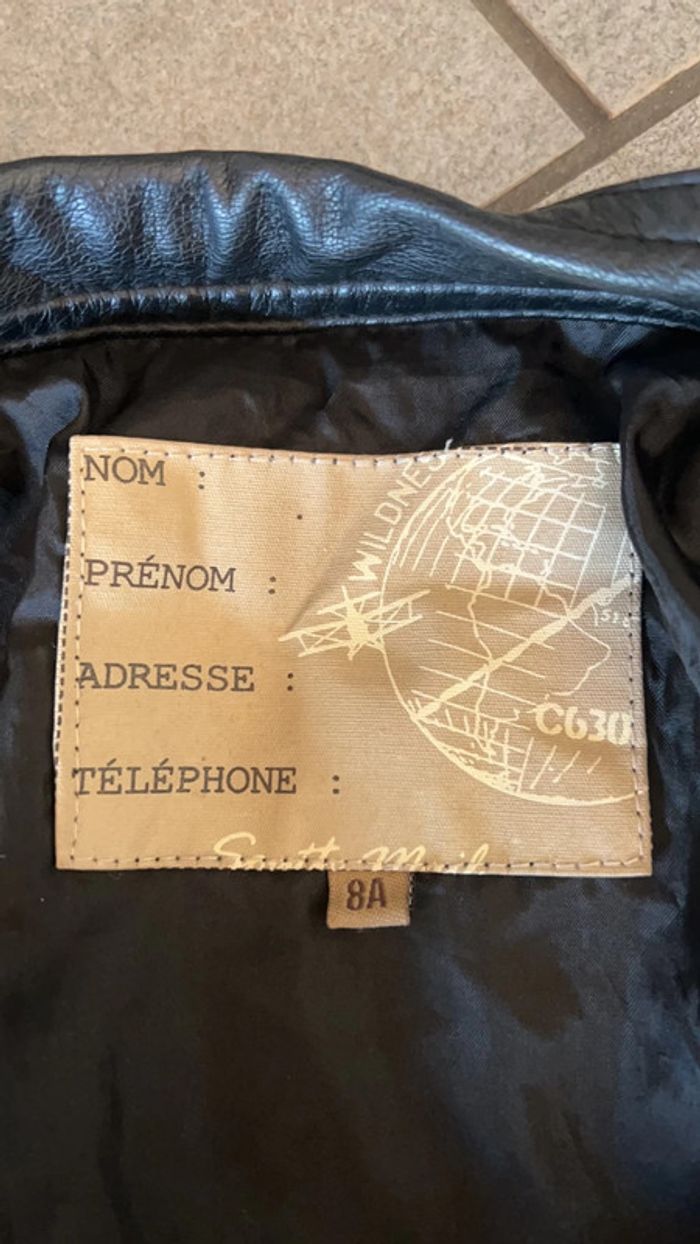 NOM :
WILDNES
PRÉNOM :
ADRESSE :
C630
TÉLÉPHONE :
8A